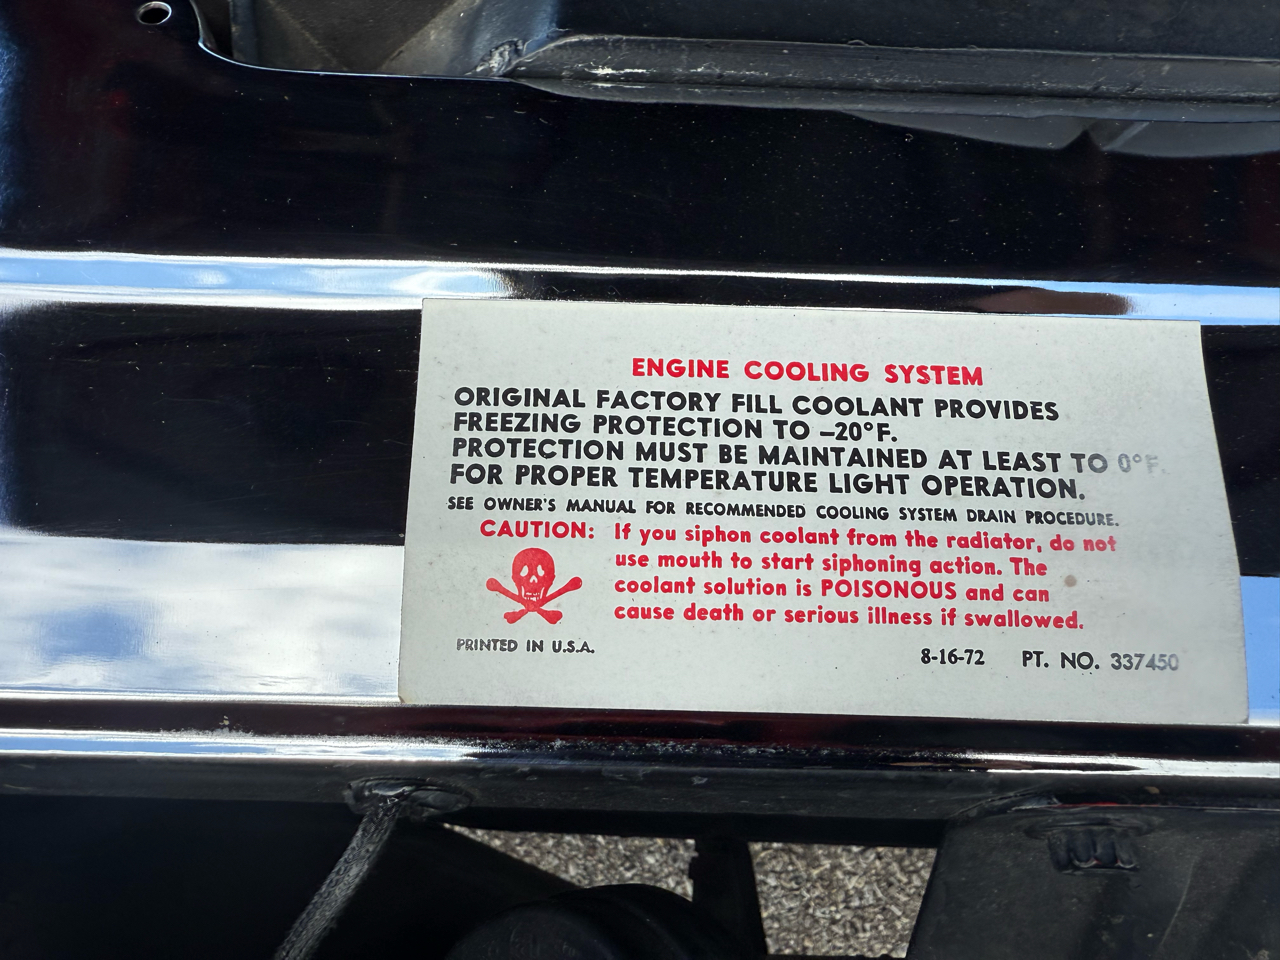 ENGINE COOLING SYSTEM
ORIGINAL FACTORY FILL COOLANT PROVIDES
FREEZING PROTECTION TO –20°F.
PROTECTION MUST BE MAINTAINED AT LEAST TO 0°F.
FOR PROPER TEMPERATURE LIGHT OPERATION.
SEE OWNER'S MANUAL FOR RECOMMENDED COOLING SYSTEM DRAIN PROCEDURE.
CAUTION: If you siphon coolant from the radiator, do not
use mouth to start siphoning action. The
coolant solution is POISONOUS and can
cause death or serious illness if swallowed.
PRINTED IN U.S.A. 8-16-72 PT. NO. 337450